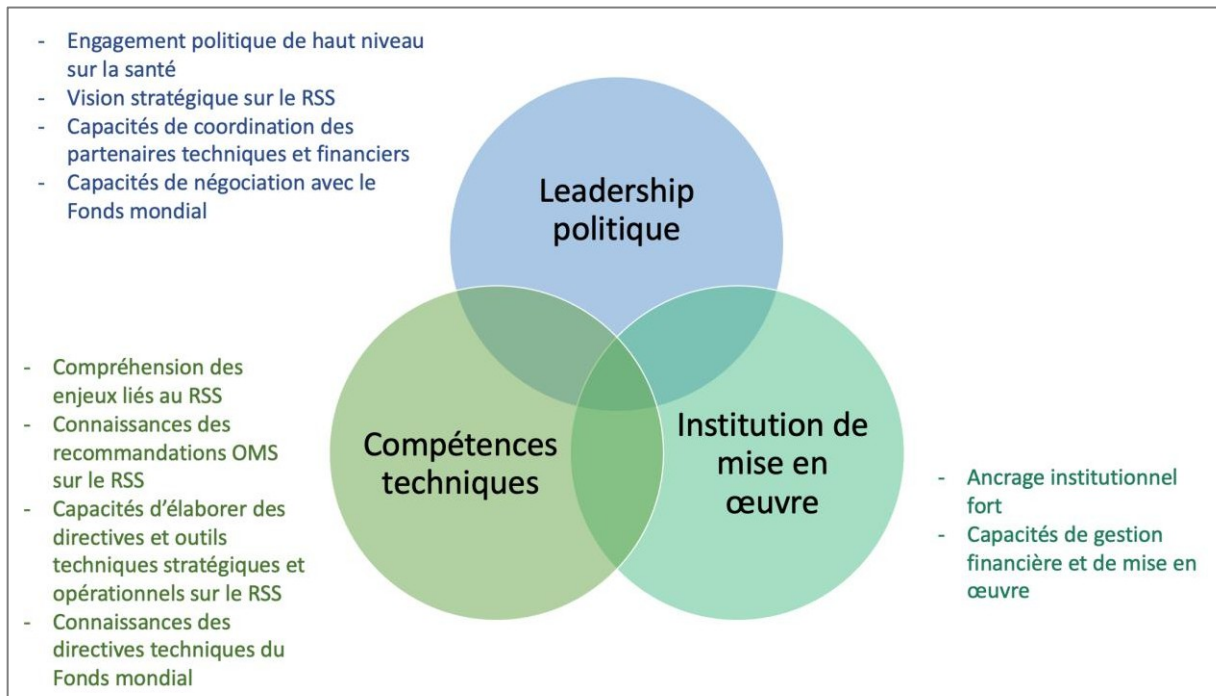 - Engagement politique de haut niveau
sur la santé
- Vision stratégique sur le RSS
- Capacités de coordination des
partenaires techniques et financiers
- Capacités de négociation avec le
Fonds mondial
Leadership
politique
- Compréhension des
enjeux liés au RSS
- Connaissances des
recommandations OMS
sur le RSS
- Capacités d’élaborer des
directives et outils
techniques stratégiques et
opérationnels sur le RSS
- Connaissances des
directives techniques du
Fonds mondial
Compétences
techniques
Institution de
mise en
œuvre
- Ancrage institutionnel
fort
- Capacités de gestion
financière et de mise en
œuvre